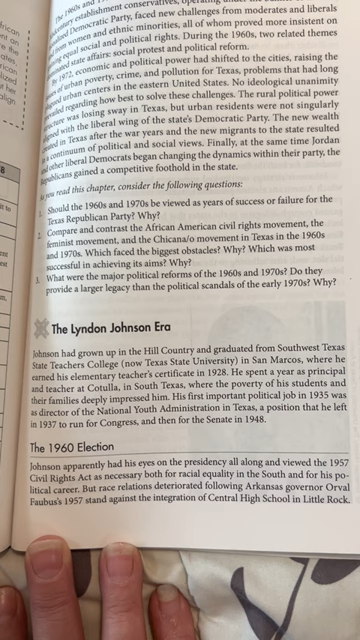 The 1960s and 19
establishment conservatives, operating under
Democratic Party, faced new challenges from moderates and liberals
from women and ethnic minorities, all of whom proved more insistent on
equal social and political rights. During the 1960s, two related themes
state affairs: social protest and political reform.
By 1972, economic and political power had shifted to the cities, raising the
of urban poverty, crime, and pollution for Texas, problems that had long
urban centers in the eastern United States. No ideological unanimity
regarding how best to solve these challenges. The rural political power
was losing sway in Texas, but urban residents were not singularly
with the liberal wing of the state's Democratic Party. The new wealth
in Texas after the war years and the new migrants to the state resulted
a continuum of political and social views. Finally, at the same time Jordan
other liberal Democrats began changing the dynamics within their party, the
Republicans gained a competitive foothold in the state.
As you read this chapter, consider the following questions:
1. Should the 1960s and 1970s be viewed as years of success or failure for the
Texas Republican Party? Why?
2. Compare and contrast the African American civil rights movement, the
feminist movement, and the Chicana/o movement in Texas in the 1960s
and 1970s. Which faced the biggest obstacles? Why? Which was most
successful in achieving its aims? Why?
3. What were the major political reforms of the 1960s and 1970s? Do they
provide a larger legacy than the political scandals of the early 1970s? Why?
The Lyndon Johnson Era
Johnson had grown up in the Hill Country and graduated from Southwest Texas
State Teachers College (now Texas State University) in San Marcos, where he
earned his elementary teacher's certificate in 1928. He spent a year as principal
and teacher at Cotulla, in South Texas, where the poverty of his students and
their families deeply impressed him. His first important political job in 1935 was
as director of the National Youth Administration in Texas, a position that he left
in 1937 to run for Congress, and then for the Senate in 1948.
The 1960 Election
Johnson apparently had his eyes on the presidency all along and viewed the 1957
Civil Rights Act as necessary both for racial equality in the South and for his po-
litical career. But race relations deteriorated following Arkansas governor Orval
Faubus's 1957 stand against the integration of Central High School in Little Rock.